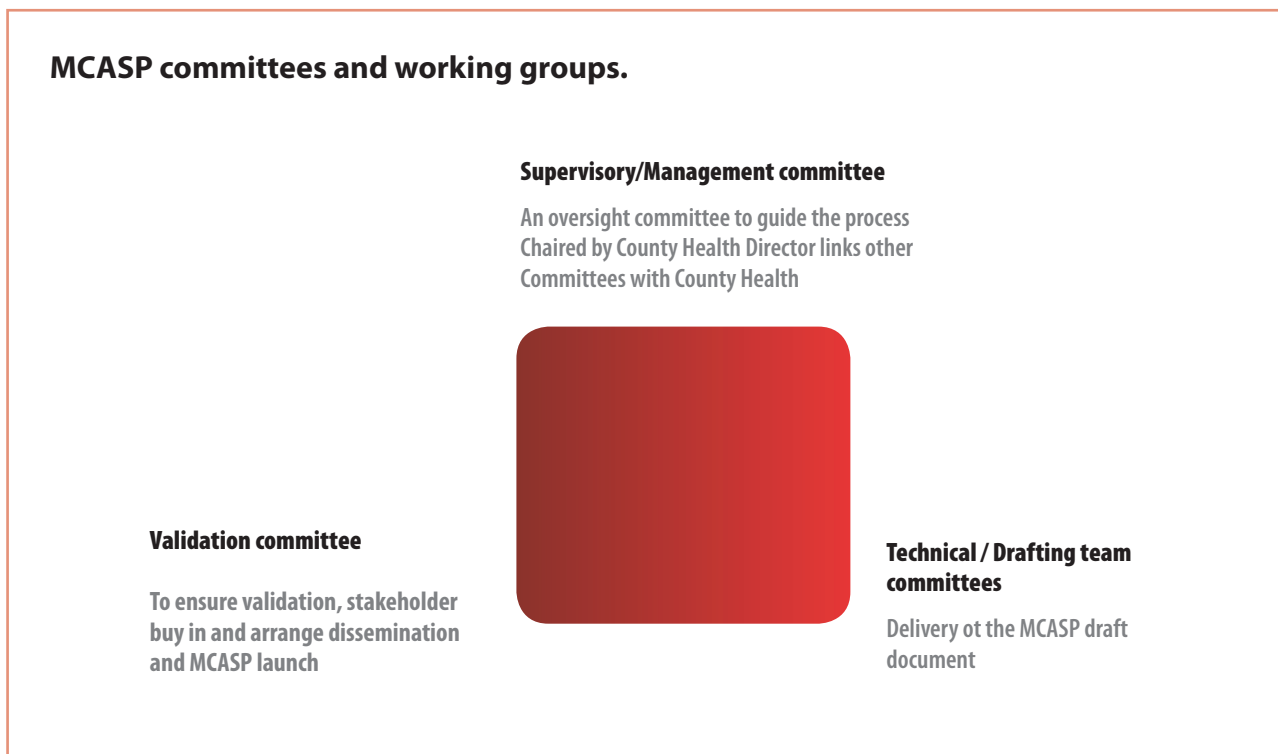 MCASP committees and working groups.
Supervisory/Management committee
An oversight committee to guide the process
Chaired by County Health Director links other
Committees with County Health
Validation committee
To ensure validation, stakeholder
buy in and arrange dissemination
and MCASP launch
Technical / Drafting team
committees
Delivery ot the MCASP draft
document